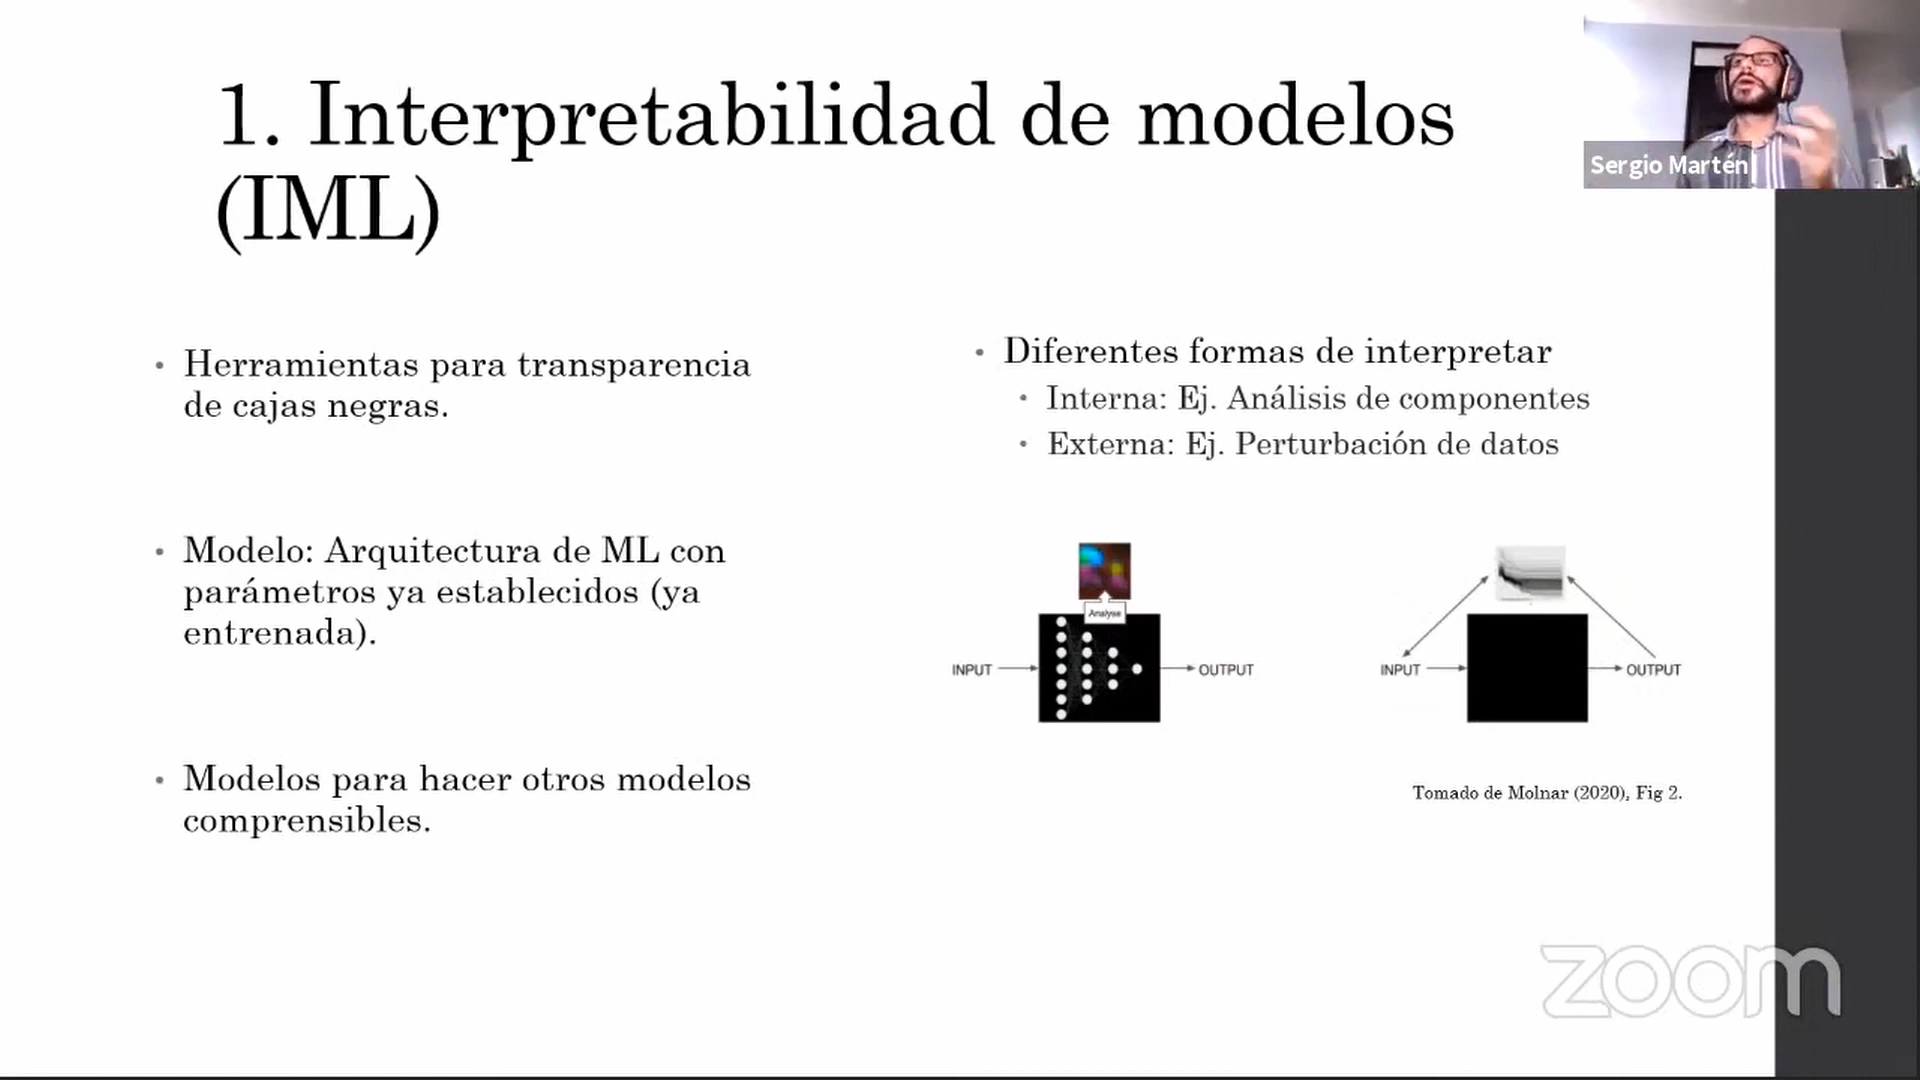 1. Interpretabilidad de modelos
(IML)
Sergio Martén
• Herramientas para transparencia
de cajas negras.
• Modelo: Arquitectura de ML con
parámetros ya establecidos (ya
entrenada).
• Modelos para hacer otros modelos
comprensibles.
• Diferentes formas de interpretar
• Interna: Ej. Análisis de componentes
• Externa: Ej. Perturbación de datos
Analyse
INPUT
OUTPUT
INPUT
OUTPUT
Tomado de Molnar (2020), Fig 2.
zoom